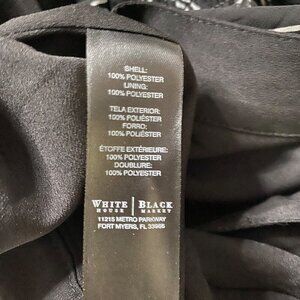 SHELL:
100% POLYESTER
LINING:
100% POLYESTER
TELA EXTERIOR:
100% POLIÉSTER
FORRO:
100% POLIÉSTER
ÉTOFFE EXTÉRIEURE:
100% POLYESTER
DOUBLURE:
100% POLYESTER
WHITE | BLACK
HOUSE | MARKET
11215 METRO PARKWAY
FORT MYERS, FL 33966